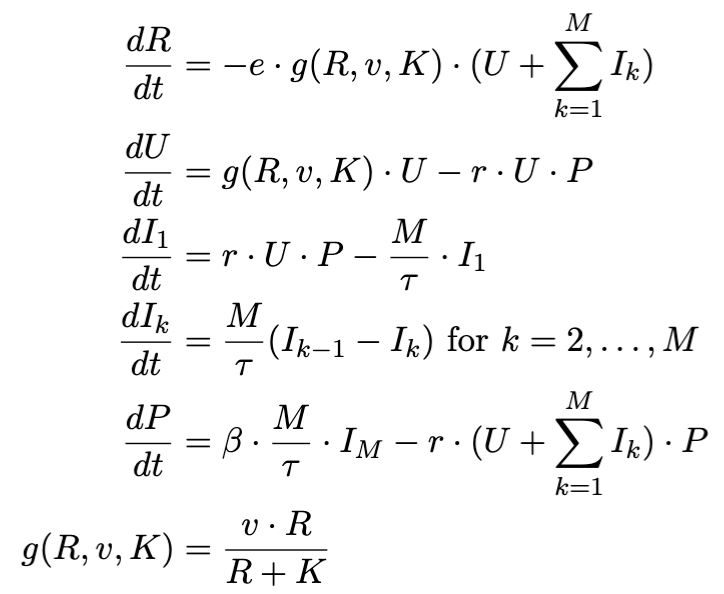 dR/dt = −e · g(R, v, K) · (U + ∑_{k=1}^{M} I_k)
dU/dt = g(R, v, K) · U − r · U · P
dI_1/dt = r · U · P − M/τ · I_1
dI_k/dt = M/τ (I_{k−1} − I_k) for k = 2, . . . , M
dP/dt = β · M/τ · I_M − r · (U + ∑_{k=1}^{M} I_k) · P
g(R, v, K) = v · R / R + K